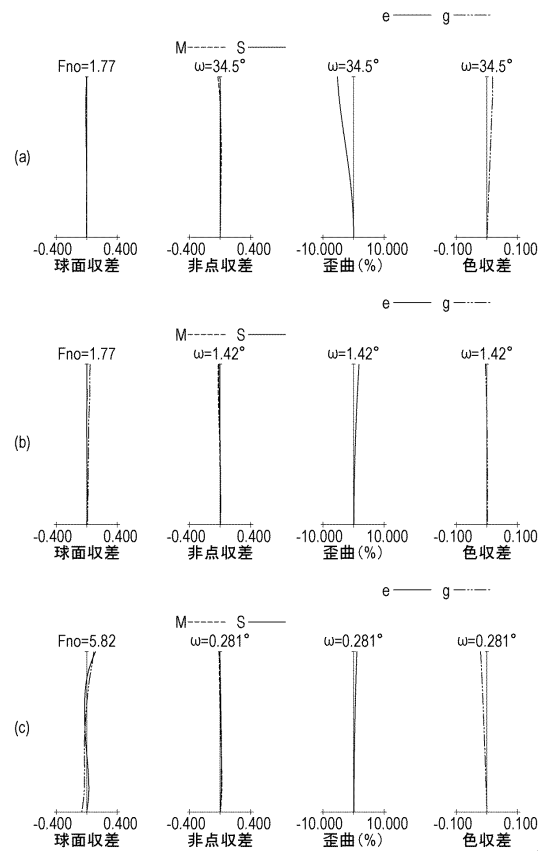 e g
M S
Fno=1.77 ω=34.5° ω=34.5° ω=34.5°
(a)
-0.400 0.400 -0.400 0.400 -10.000 10.000 -0.100 0.100
球面収差 非点収差 歪曲(%) 色収差
e g
M S
Fno=1.77 ω=1.42° ω=1.42° ω=1.42°
(b)
-0.400 0.400 -0.400 0.400 -10.000 10.000 -0.100 0.100
球面収差 非点収差 歪曲(%) 色収差
e g
M S
Fno=5.82 ω=0.281° ω=0.281° ω=0.281°
(c)
-0.400 0.400 -0.400 0.400 -10.000 10.000 -0.100 0.100
球面収差 非点収差 歪曲(%) 色収差